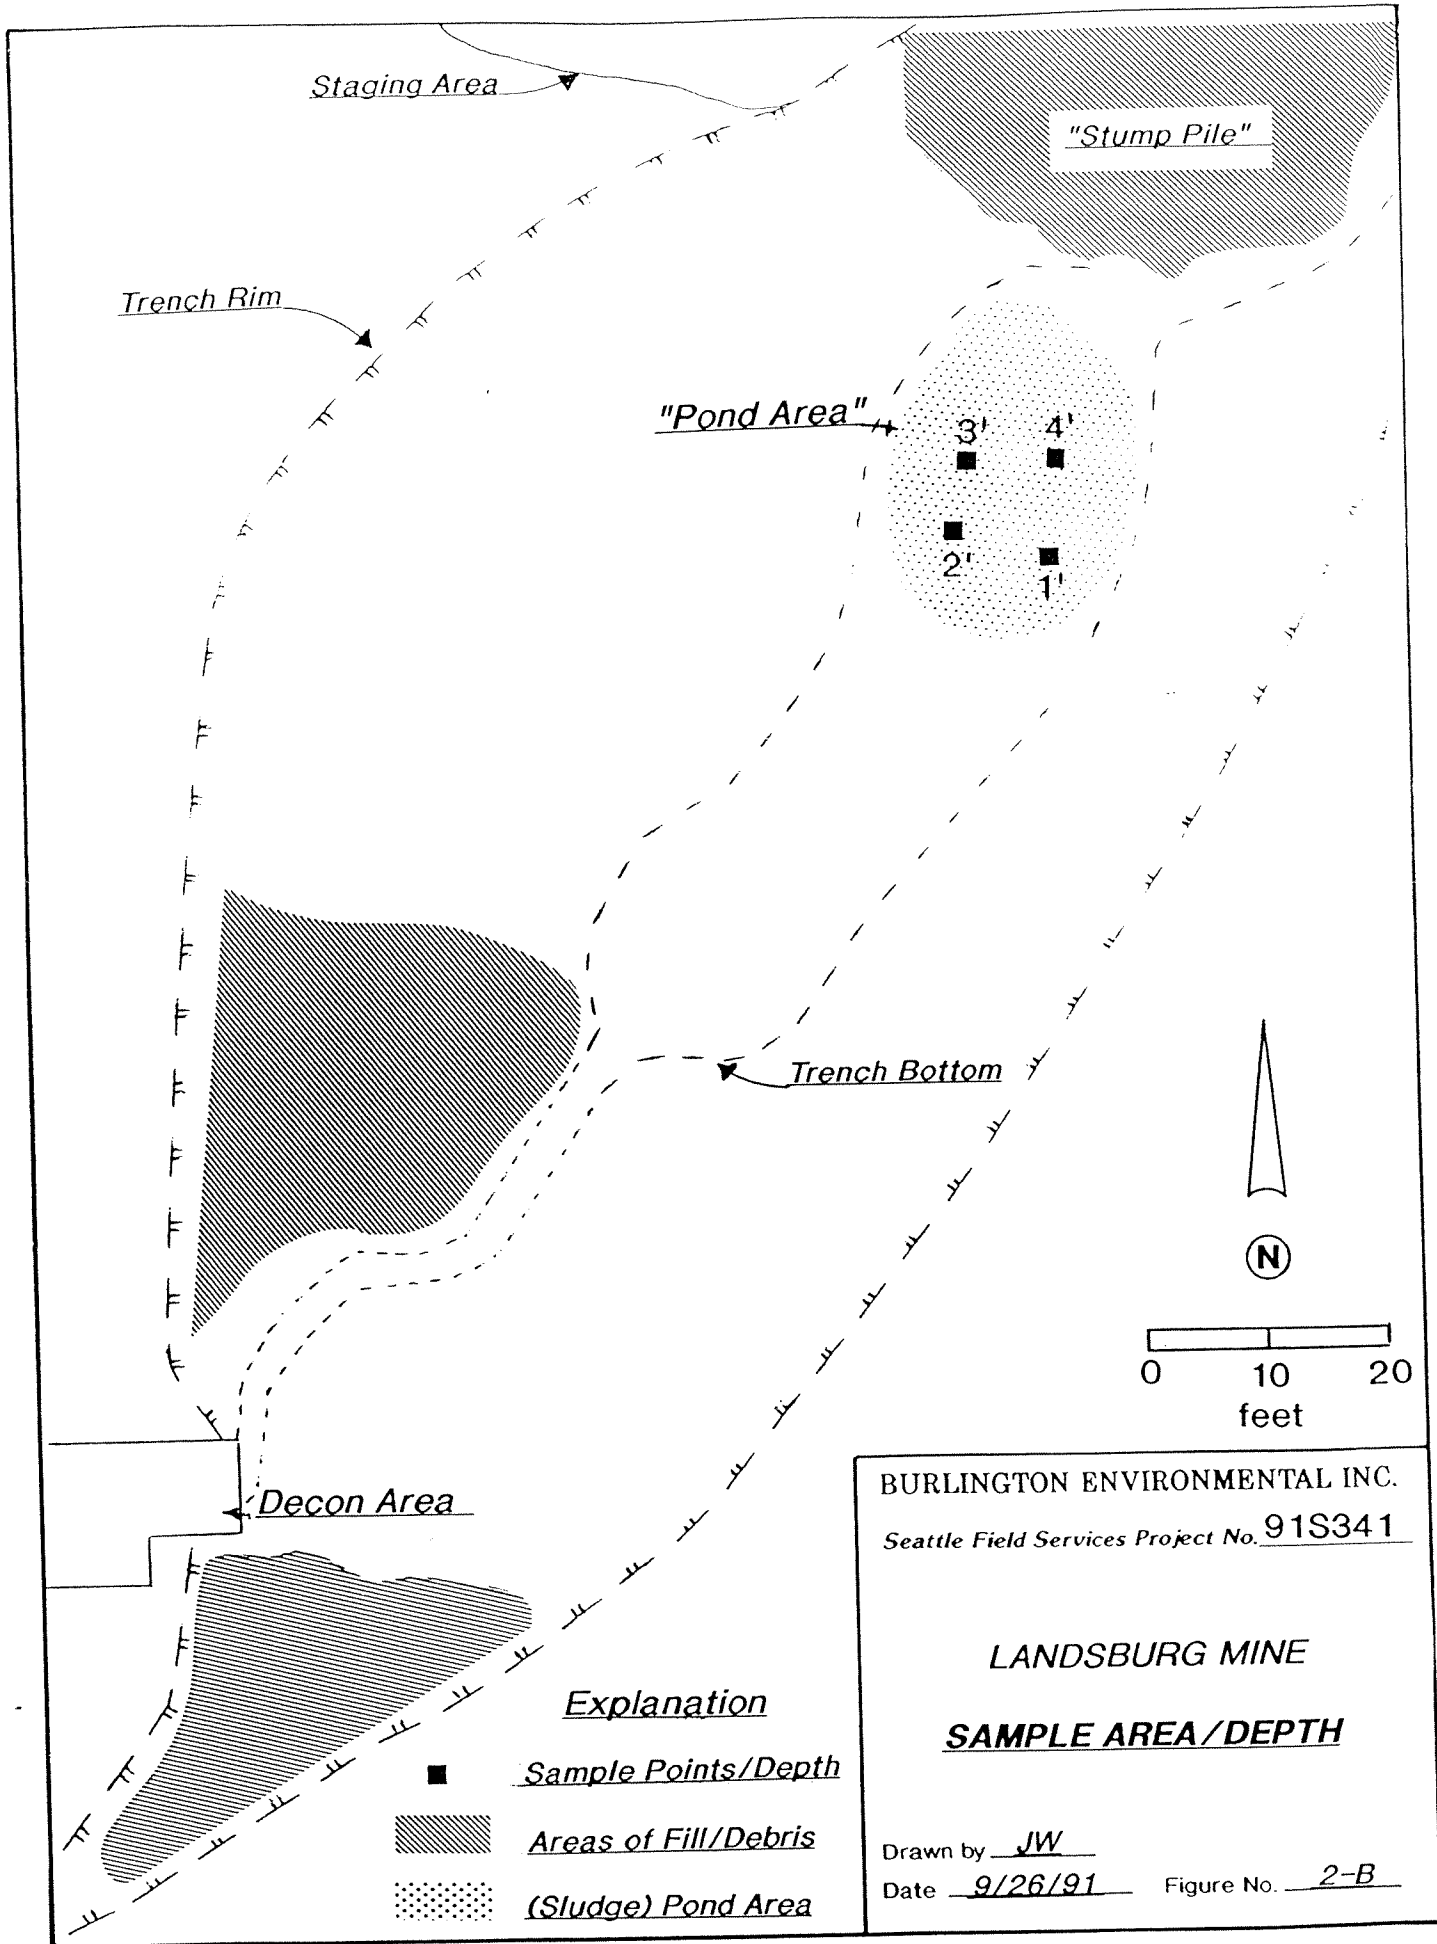 Staging Area
"Stump Pile"
Trench Rim
"Pond Area"
3' 4'
2'
1'
Trench Bottom
N
0 10 20
feet
Decon Area
Explanation
Sample Points/Depth
Areas of Fill/Debris
(Sludge) Pond Area
BURLINGTON ENVIRONMENTAL INC.
Seattle Field Services Project No. 91S341
LANDSBURG MINE
SAMPLE AREA/DEPTH
Drawn by JW
Date 9/26/91 Figure No. 2-B